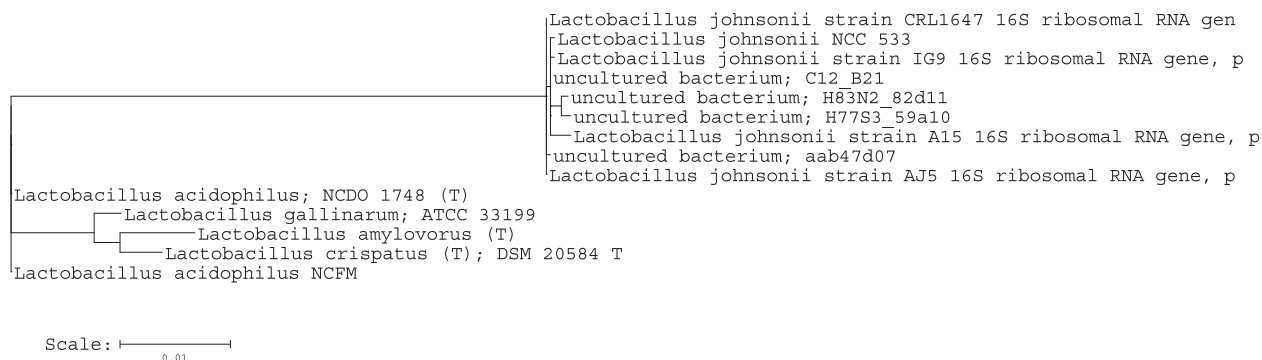 Lactobacillus johnsonii strain CRL1647 16S ribosomal RNA gen
Lactobacillus johnsonii NCC 533
Lactobacillus johnsonii strain IG9 16S ribosomal RNA gene, p
uncultured bacterium; C12_B21
uncultured bacterium; H83N2_82d11
uncultured bacterium; H77S3_59a10
Lactobacillus johnsonii strain A15 16S ribosomal RNA gene, p
uncultured bacterium; aab47d07
Lactobacillus johnsonii strain AJ5 16S ribosomal RNA gene, p
Lactobacillus acidophilus; NCDO 1748 (T)
Lactobacillus gallinarum; ATCC 33199
Lactobacillus amylovorus (T)
Lactobacillus crispatus (T); DSM 20584 T
Lactobacillus acidophilus NCFM
Scale:
0.01